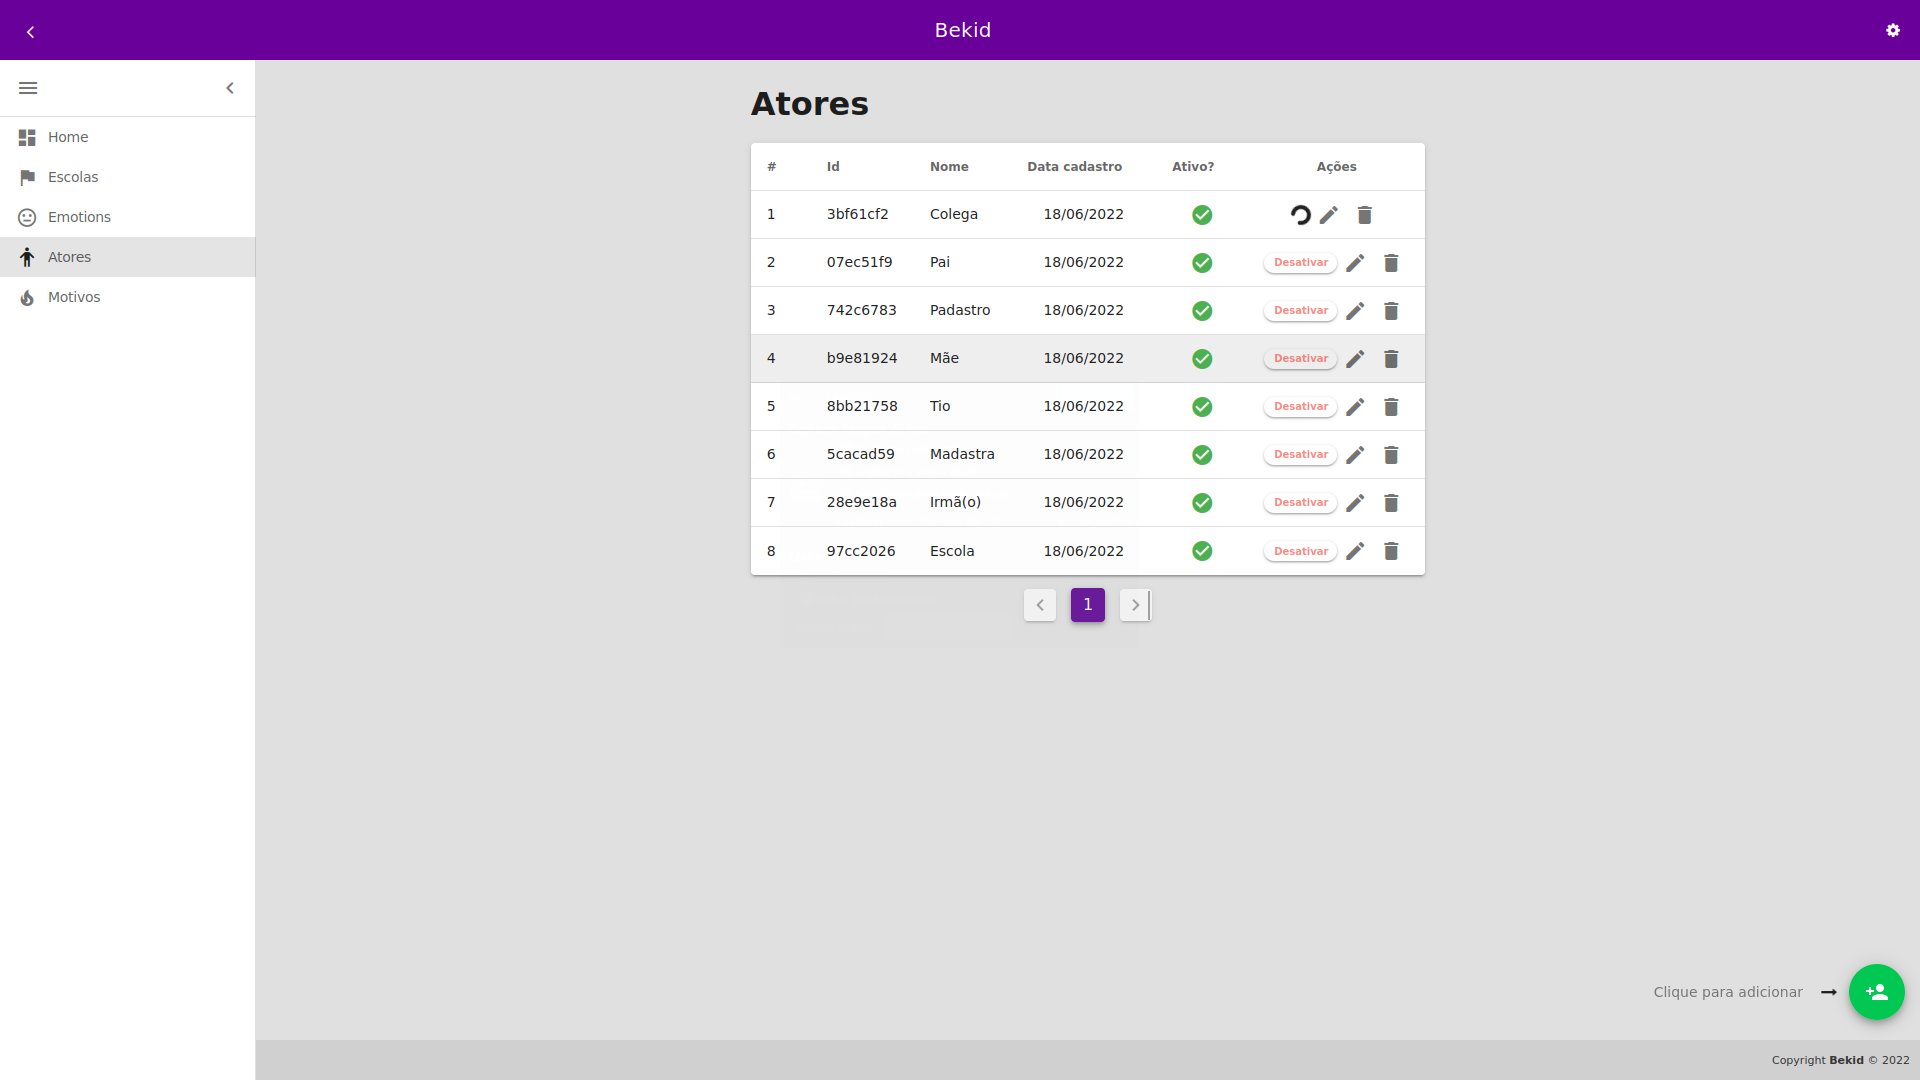 Bekid
Home
Escolas
Emotions
Atores
Motivos
Atores
# Id Nome Data cadastro Ativo? Ações
1 3bf61cf2 Colega 18/06/2022
2 07ec51f9 Pai 18/06/2022 Desativar
3 742c6783 Padastro 18/06/2022 Desativar
4 b9e81924 Mãe 18/06/2022 Desativar
5 8bb21758 Tio 18/06/2022 Desativar
6 5cacad59 Madastra 18/06/2022 Desativar
7 28e9e18a Irmã(o) 18/06/2022 Desativar
8 97cc2026 Escola 18/06/2022 Desativar
1
Clique para adicionar
Copyright Bekid © 2022